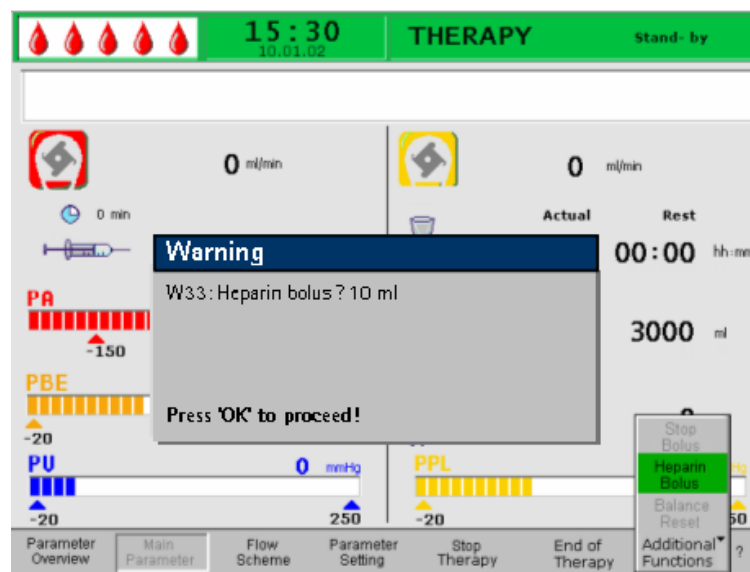 15:30
10.01.02
THERAPY
Stand- by
0 ml/min
0 ml/min
0 min
Actual Rest
00:00 hh:mm
Warning
W33: Heparin bolus ? 10 ml
Press 'OK' to proceed!
PA
-150
3000 ml
PBE
-20
PV
0 mmHg
-20
250
PPL
-20
50
Stop
Bolus
Heparin
Bolus
Balance
Reset
Additional
Functions
Parameter
Overview
Main
Parameter
Flow
Scheme
Parameter
Setting
Stop
Therapy
End of
Therapy
?